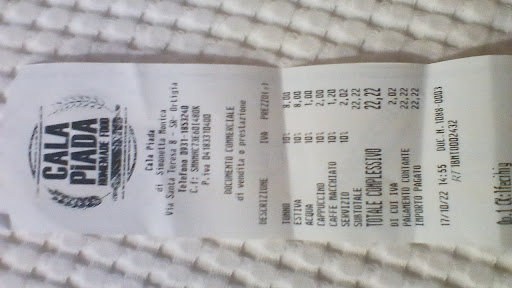 CALA
PIADA
HOMEMADE FOOD
Cala Piada
di Simonetta Monica
Via Santa Teresa 8 - SR- Ortigia
Telefono 0931-1853240
DOCUMENTO COMMERCIALE
di vendita o prestazione
DESCRIZIONE IVA PREZZO(€)
TONNO 10% 8,00
ESTIVA 10% 8,00
ACQUA 10% 1,00
CAPPUCCINO 10% 2,00
CAFFE MACCHIATO 10% 1,20
SERVIZIO 10% 2,02
SUBTOTALE 22,22
TOTALE COMPLESSIVO 22,22
DI CUI IVA 2,02
PAGAMENTO CONTANTE 22,22
IMPORTO PAGATO 22,22
17/10/22 14:55 DOC.N.1088-0003